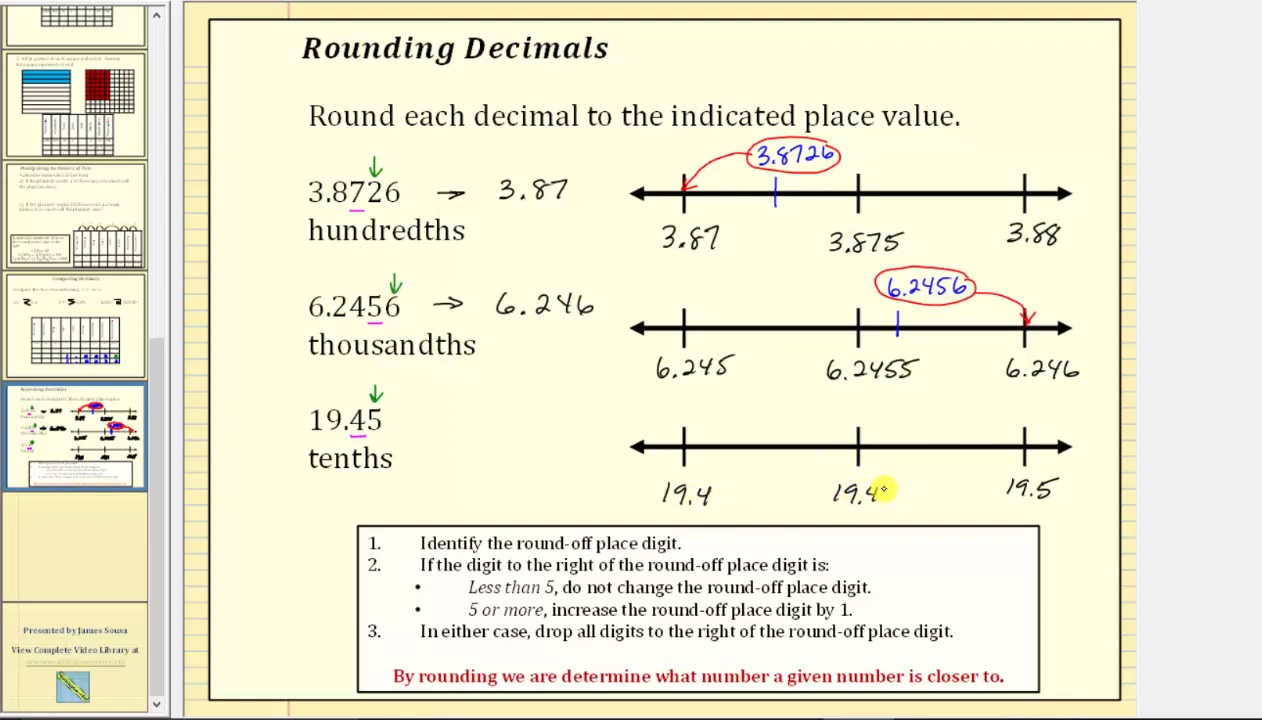 Rounding Decimals
Round each decimal to the indicated place value.
3.8726 → 3.87
hundredths
3.8726
3.87 3.875 3.88
6.2456 → 6.246
thousandths
6.2456
6.245 6.2455 6.246
19.45
tenths
19.4 19.4 19.5
1. Identify the round-off place digit.
2. If the digit to the right of the round-off place digit is:
• Less than 5, do not change the round-off place digit.
• 5 or more, increase the round-off place digit by 1.
3. In either case, drop all digits to the right of the round-off place digit.
By rounding we are determine what number a given number is closer to.
Presented by James Sousa
View Complete Video Library at